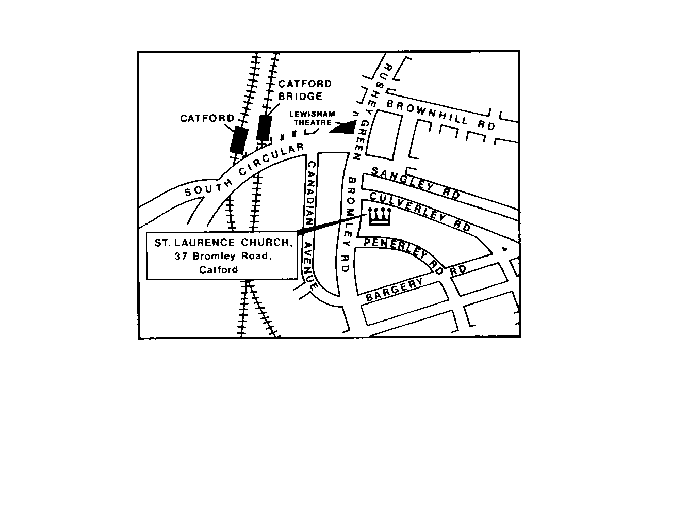 CATFORD
BRIDGE
CATFORD
LEWISHAM
THEATRE
RUSHEY GREEN
BROWNHILL RD
SOUTH CIRCULAR
CANADIAN AVENUE
BROMLEY RD
SANGLEY RD
CULVERLEY RD
PENERLEY RD
BARGERY RD
ST. LAURENCE CHURCH,
37 Bromley Road,
Catford